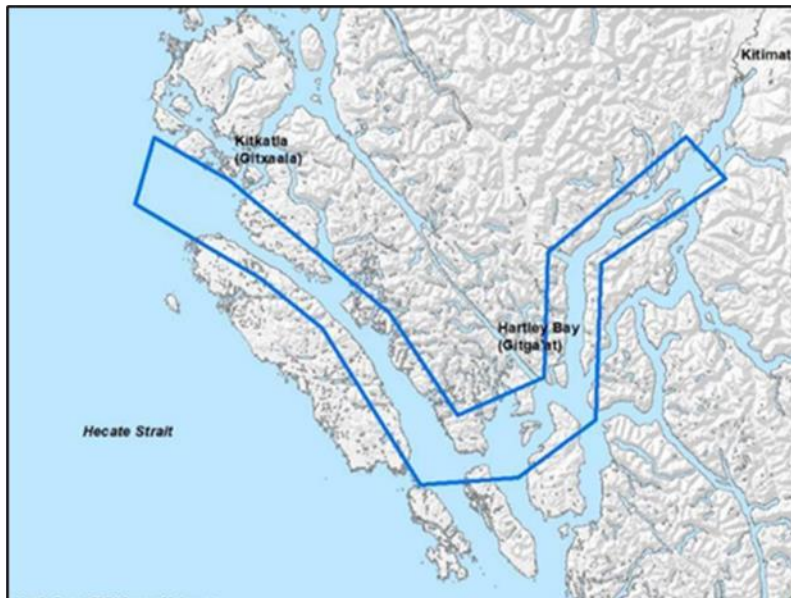 Kitimat
Kitkatla
(Gitxaala)
Hartley Bay
(Gitga'at)
Hecate Strait